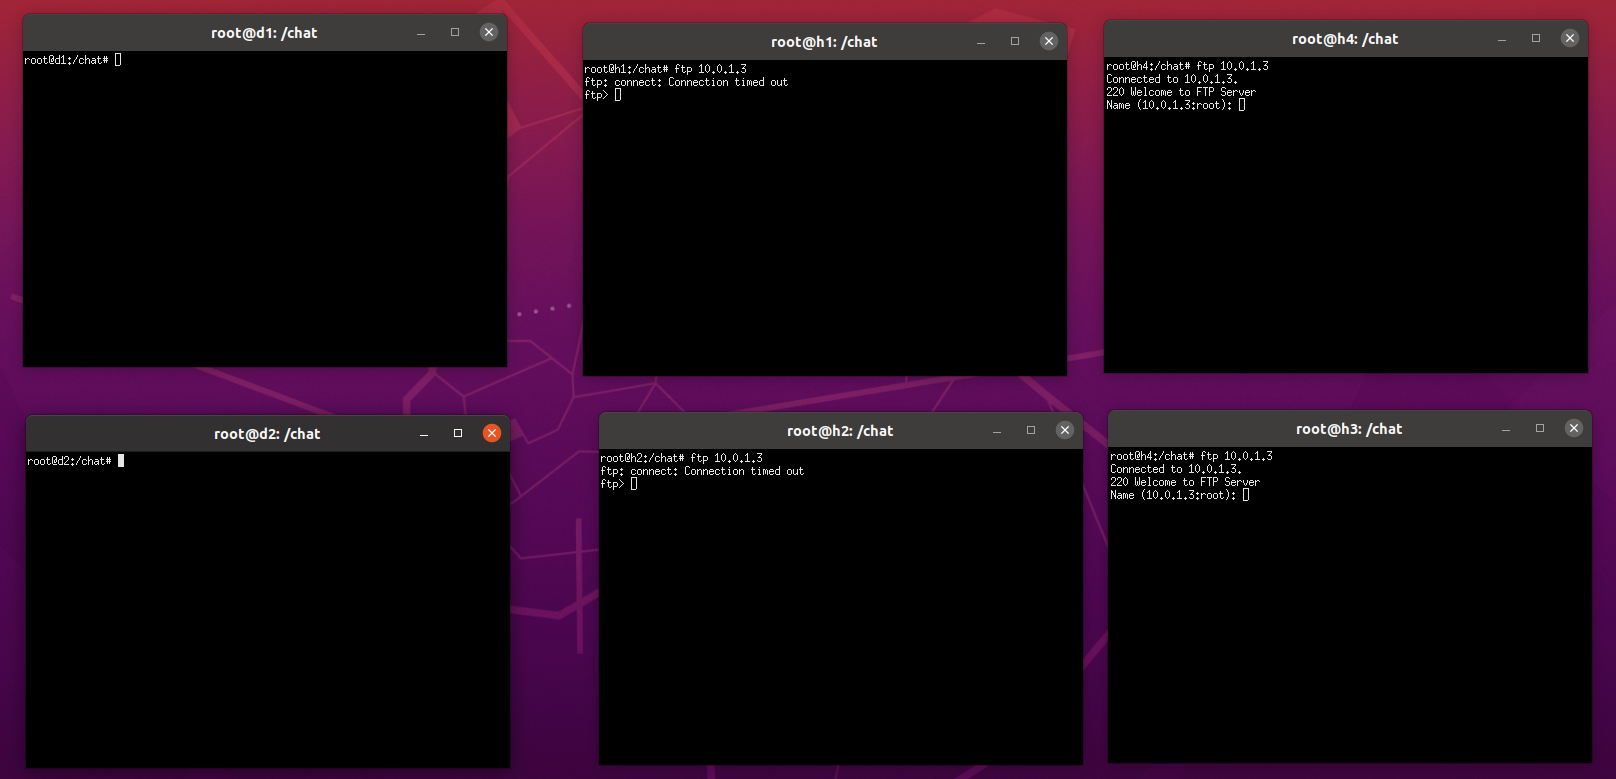 root@d1: /chat
root@d1:/chat#
root@h1: /chat
root@h1:/chat# ftp 10.0.1.3
ftp: connect: Connection timed out
ftp>
root@h4: /chat
root@h4:/chat# ftp 10.0.1.3
Connected to 10.0.1.3.
220 Welcome to FTP Server
Name (10.0.1.3:root):
root@d2: /chat
root@d2:/chat#
root@h2: /chat
root@h2:/chat# ftp 10.0.1.3
ftp: connect: Connection timed out
ftp>
root@h3: /chat
root@h4:/chat# ftp 10.0.1.3
Connected to 10.0.1.3.
220 Welcome to FTP Server
Name (10.0.1.3:root):